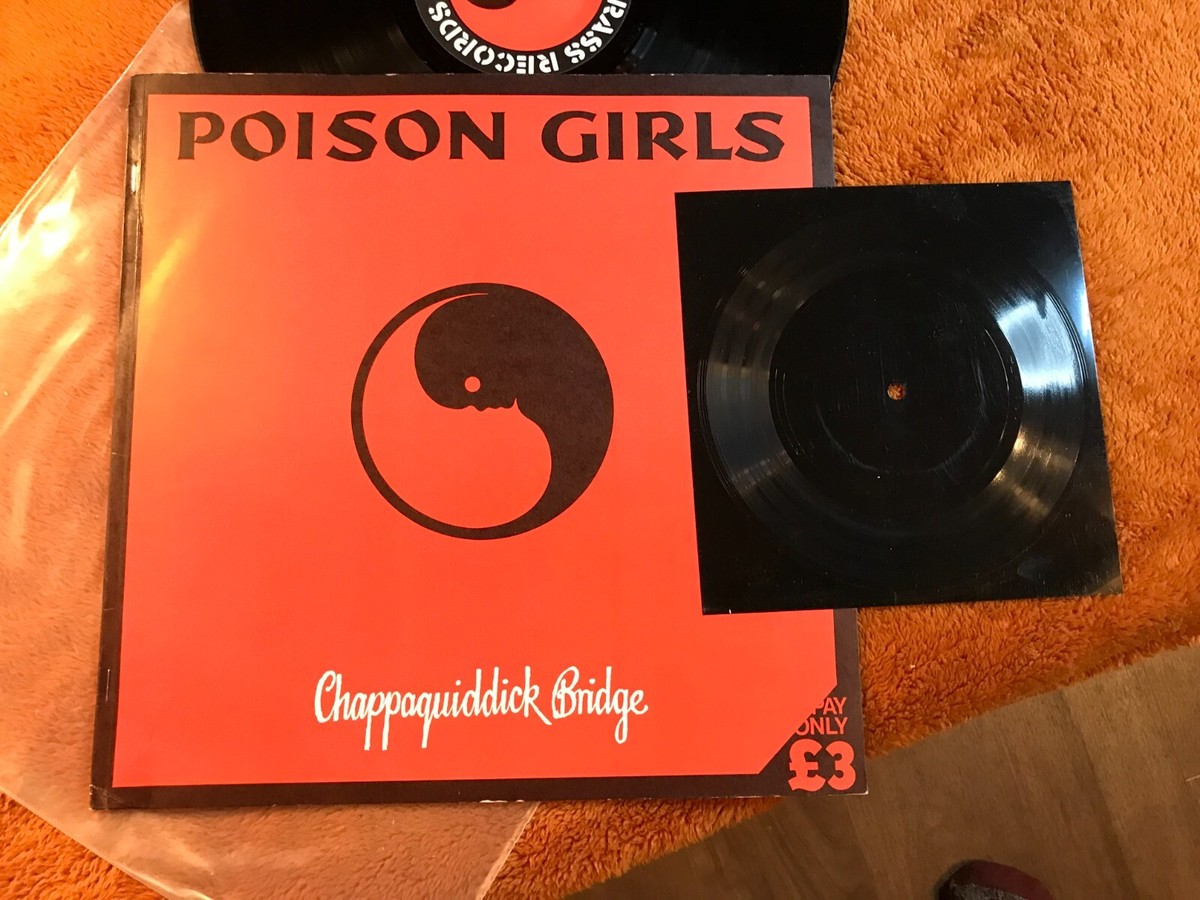 RASS RECORDS
POISON GIRLS
Chappaquiddick Bridge
PAY
ONLY
£3